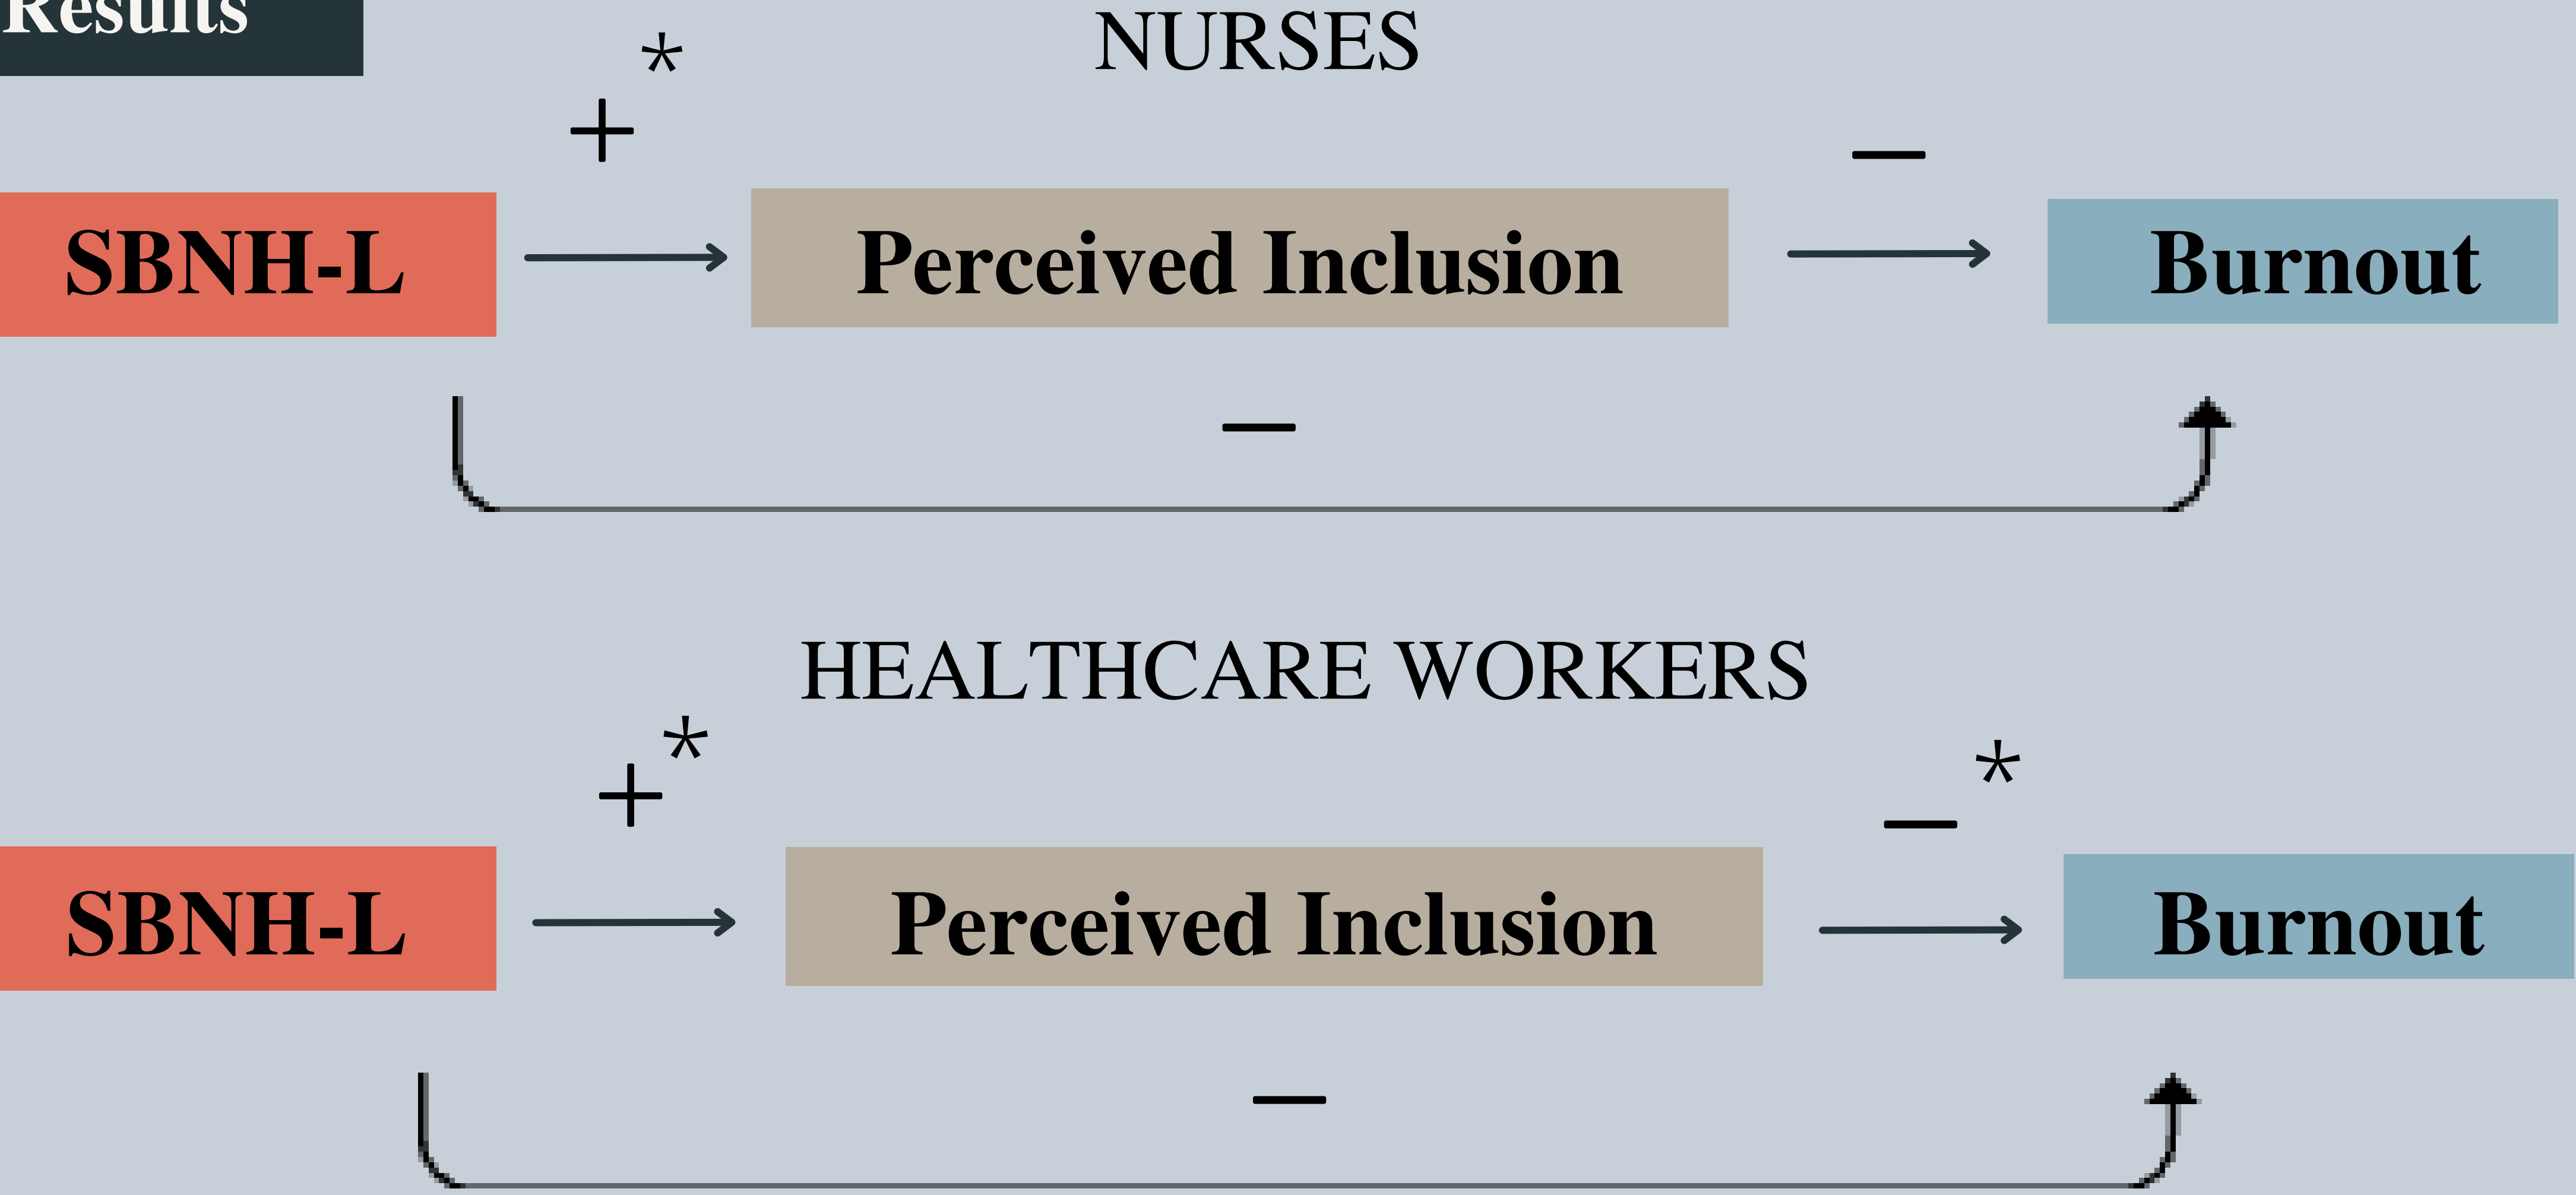 Results
NURSES
+ *
−
SBNH-L
Perceived Inclusion
Burnout
−
HEALTHCARE WORKERS
+ *
− *
SBNH-L
Perceived Inclusion
Burnout
−